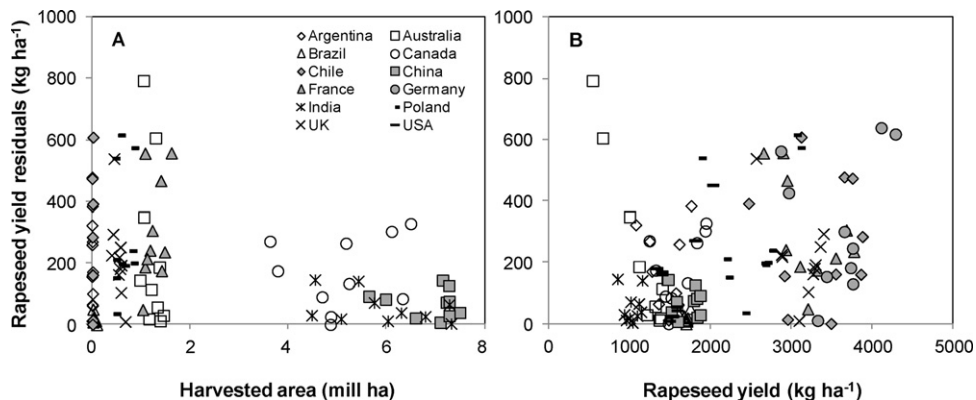 Rapeseed yield residuals (kg ha⁻¹)
1000
800
600
400
200
0
A
Argentina Australia
Brazil Canada
Chile China
France Germany
India Poland
UK USA
0 2 4 6 8
Harvested area (mill ha)
1000
800
600
400
200
0
B
0 1000 2000 3000 4000 5000
Rapeseed yield (kg ha⁻¹)